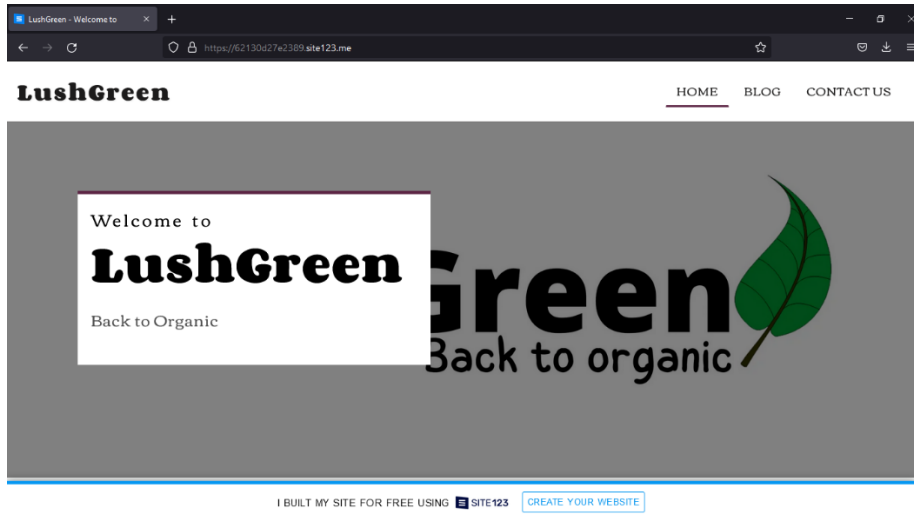 LushGreen - Welcome to
https://62130d27e2389.site123.me
LushGreen
HOME BLOG CONTACT US
Welcome to
LushGreen
Back to Organic
Green
Back to organic
I BUILT MY SITE FOR FREE USING SITE123 CREATE YOUR WEBSITE